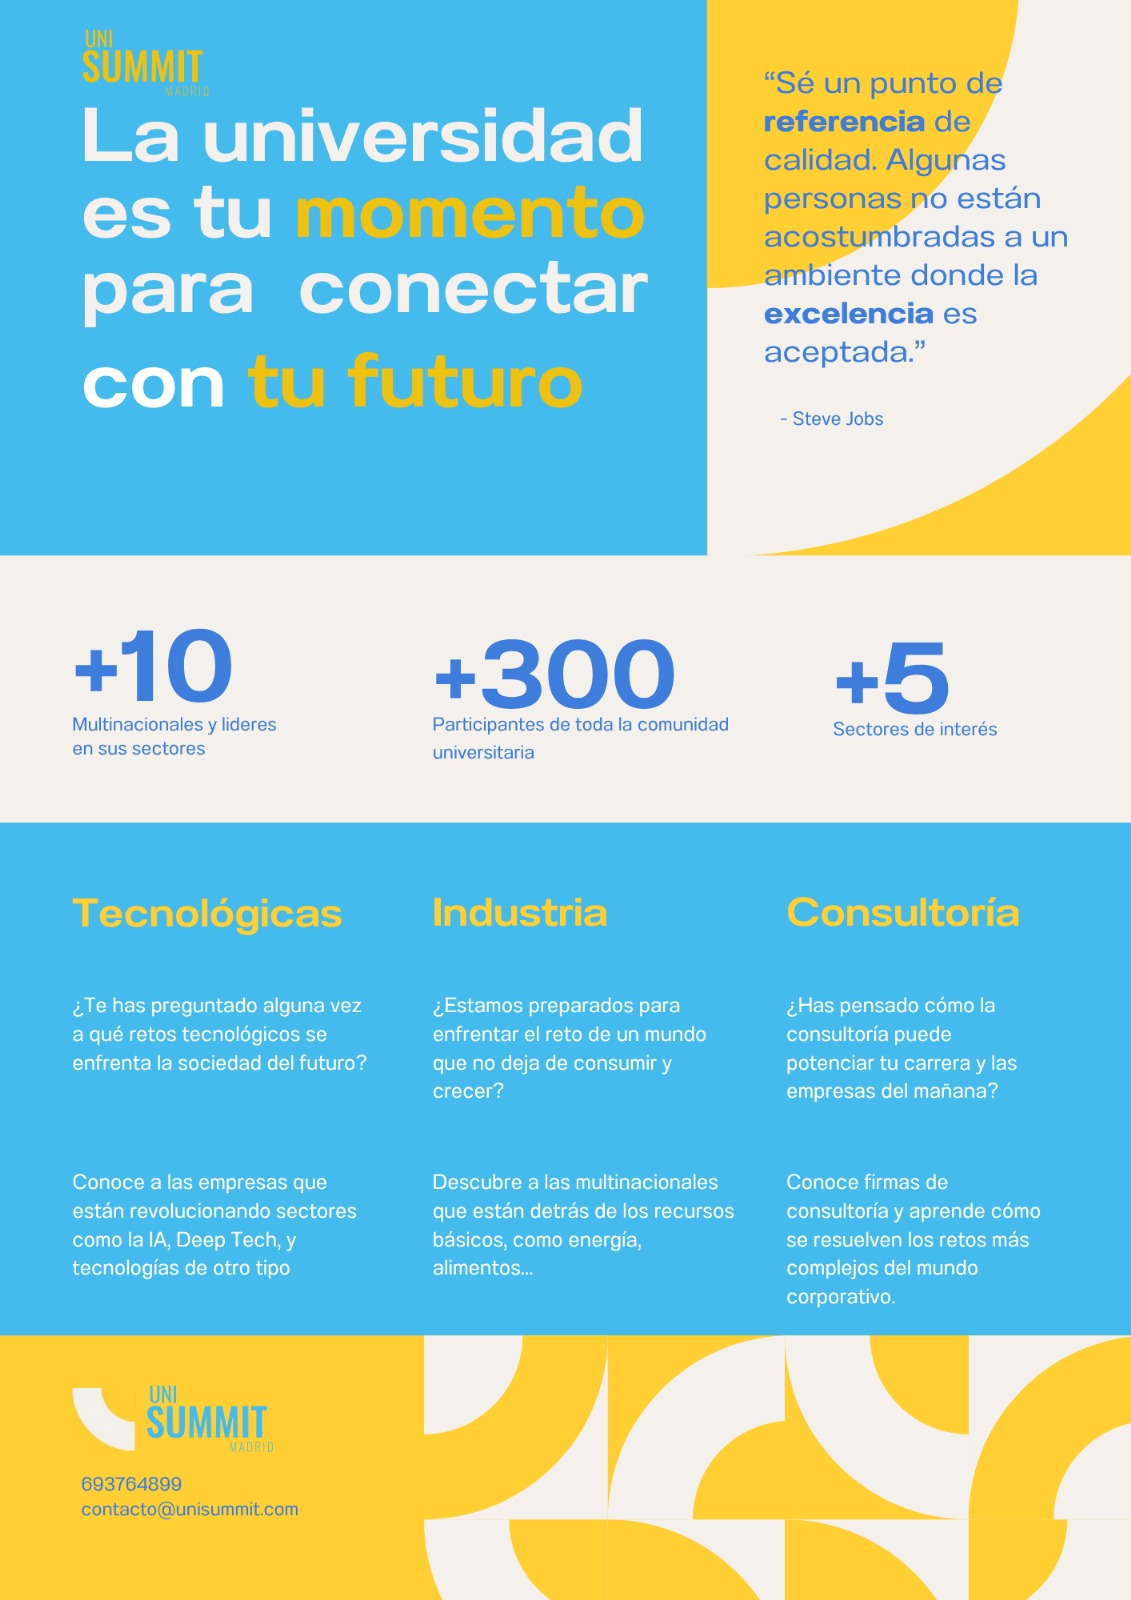 UNI
SUMMIT
MADRID
La universidad
es tu momento
para conectar
con tu futuro
“Sé un punto de
referencia de
calidad. Algunas
personas no están
acostumbradas a un
ambiente donde la
excelencia es
aceptada.”
- Steve Jobs
+10
Multinacionales y lideres
en sus sectores
+300
Participantes de toda la comunidad
universitaria
+5
Sectores de interés
Tecnológicas
¿Te has preguntado alguna vez
a qué retos tecnológicos se
enfrenta la sociedad del futuro?
Conoce a las empresas que
están revolucionando sectores
como la IA, Deep Tech, y
tecnologías de otro tipo
Industria
¿Estamos preparados para
enfrentar el reto de un mundo
que no deja de consumir y
crecer?
Descubre a las multinacionales
que están detrás de los recursos
básicos, como energía,
alimentos...
Consultoría
¿Has pensado cómo la
consultoría puede
potenciar tu carrera y las
empresas del mañana?
Conoce firmas de
consultoría y aprende cómo
se resuelven los retos más
complejos del mundo
corporativo.
UNI
SUMMIT
MADRID
693764899
contacto@unisummit.com